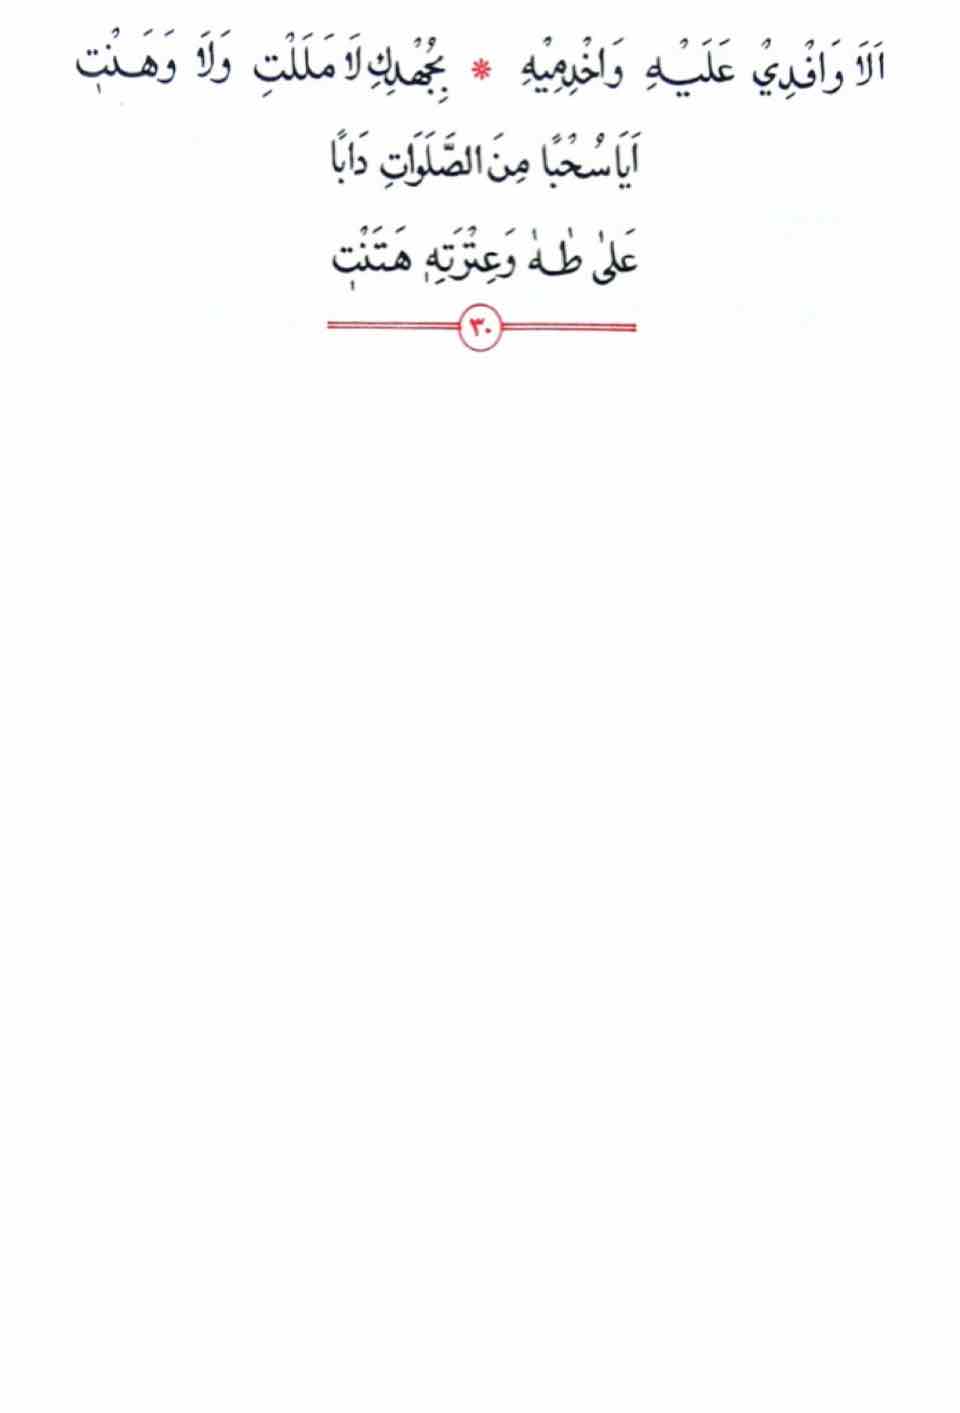 اَلَا وَافْدِيْ عَلَيْهِ وَاخْدِمِيْهِ * بِجُهْدِكِ لَا مَلَلْتِ وَلَا وَهَنْتِ
اَيَا سُحْبًا مِنَ الصَّلَوَاتِ دَابًا
عَلٰى طٰهٰ وَعِتْرَتِهٖ هَتَنْتِ
٣٠